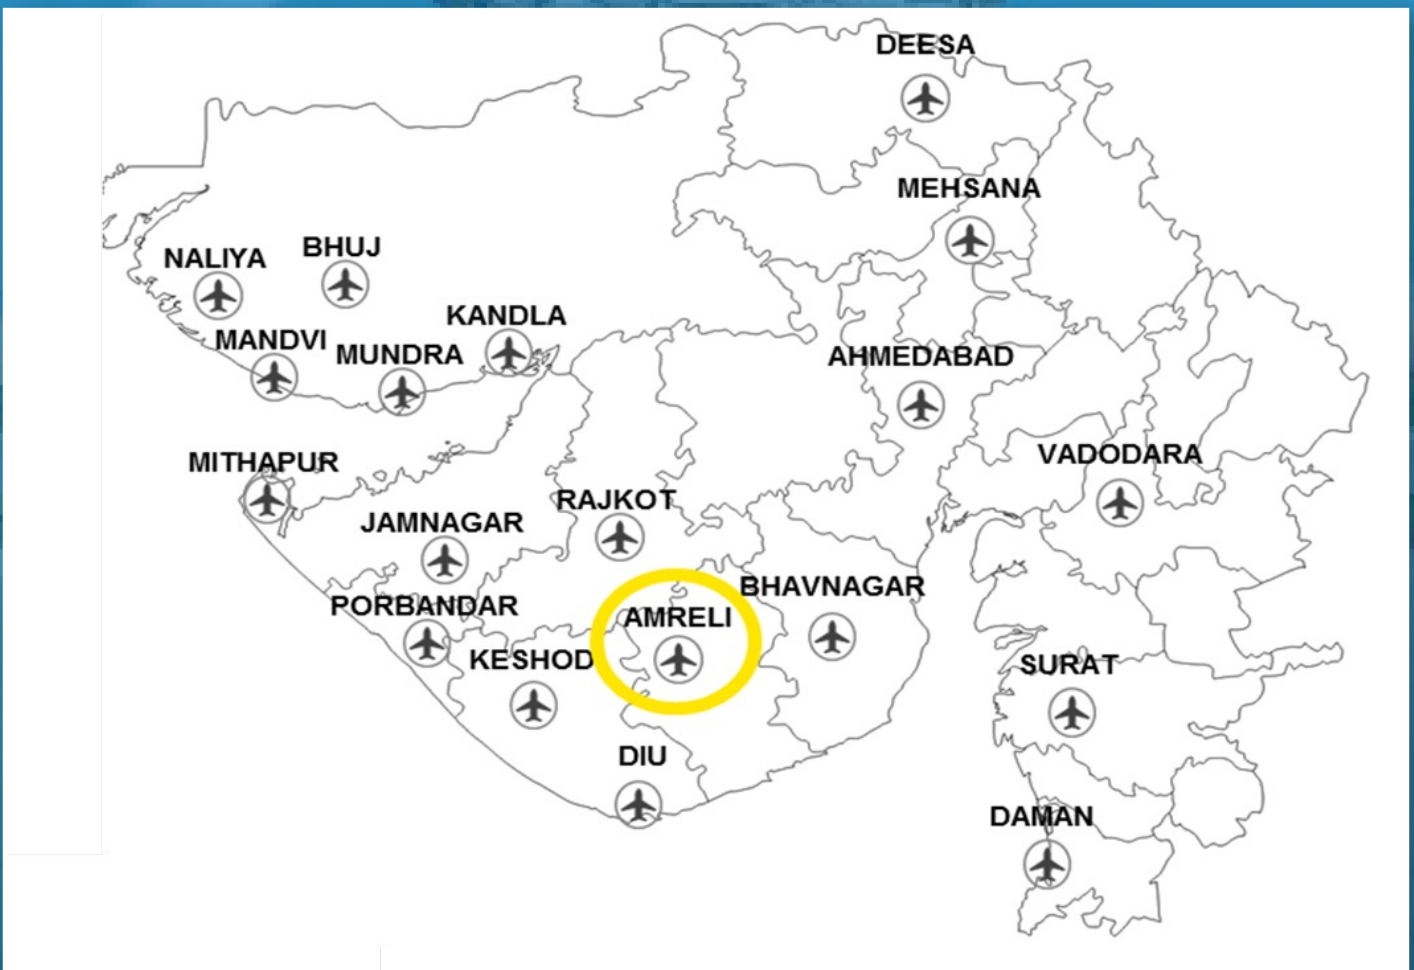 DEESA
MEHSANA
BHUJ
NALIYA
KANDLA
MANDVI
MUNDRA
AHMEDABAD
VADODARA
MITHAPUR
RAJKOT
JAMNAGAR
BHAVNAGAR
PORBANDAR
AMRELI
KESHOD
SURAT
DIU
DAMAN